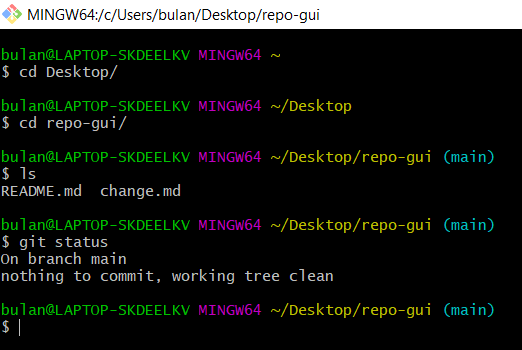 MINGW64:/c/Users/bulan/Desktop/repo-gui
bulan@LAPTOP-SKDEELKV MINGW64 ~
$ cd Desktop/
bulan@LAPTOP-SKDEELKV MINGW64 ~/Desktop
$ cd repo-gui/
bulan@LAPTOP-SKDEELKV MINGW64 ~/Desktop/repo-gui (main)
$ ls
README.md  change.md
bulan@LAPTOP-SKDEELKV MINGW64 ~/Desktop/repo-gui (main)
$ git status
On branch main
nothing to commit, working tree clean
bulan@LAPTOP-SKDEELKV MINGW64 ~/Desktop/repo-gui (main)
$